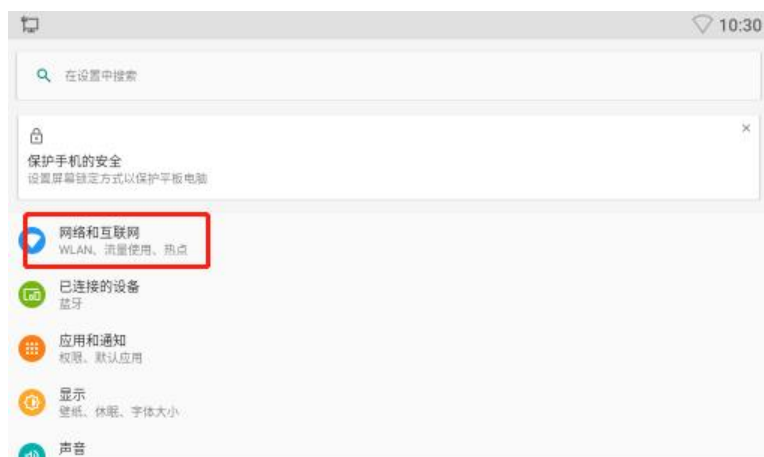 10:30
在设置中搜索
保护手机的安全
设置屏幕锁定方式以保护平板电脑
网络和互联网
WLAN、流量使用、热点
已连接的设备
蓝牙
应用和通知
权限、默认应用
显示
壁纸、休眠、字体大小
声音